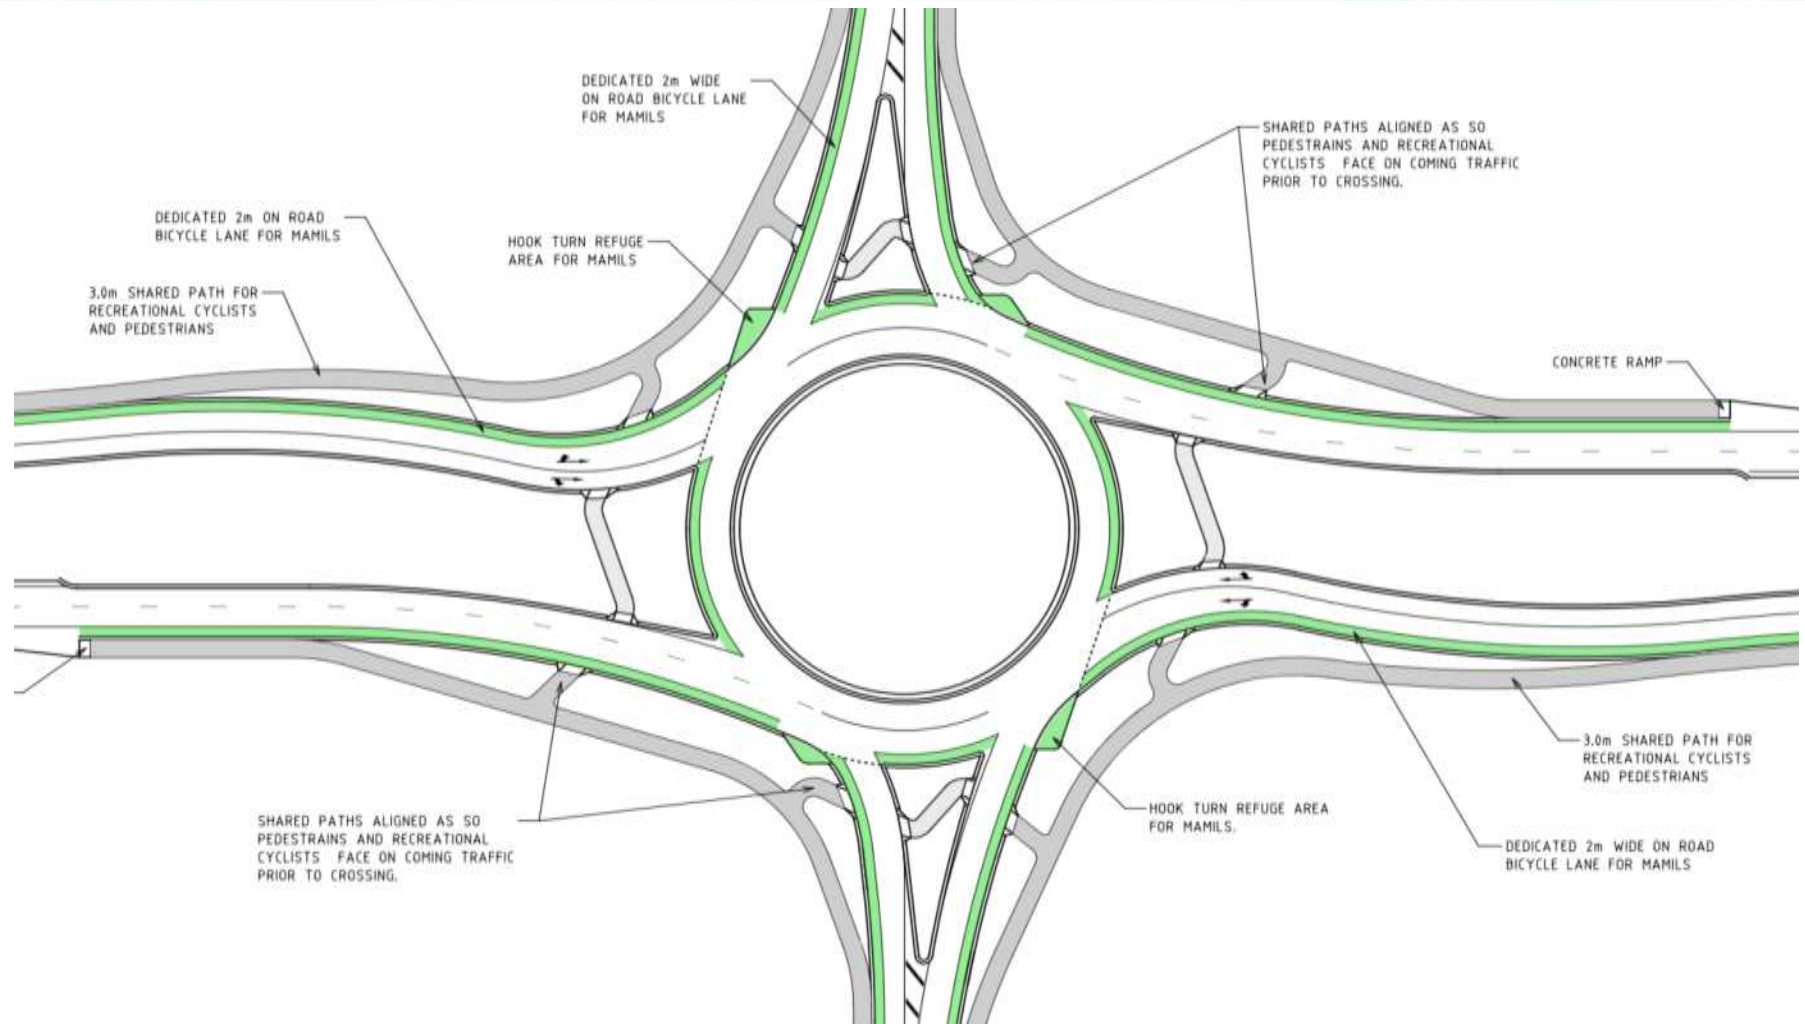 DEDICATED 2m WIDE
ON ROAD BICYCLE LANE
FOR MAMILS
SHARED PATHS ALIGNED AS SO
PEDESTRAINS AND RECREATIONAL
CYCLISTS FACE ON COMING TRAFFIC
PRIOR TO CROSSING.
DEDICATED 2m ON ROAD
BICYCLE LANE FOR MAMILS
HOOK TURN REFUGE
AREA FOR MAMILS
3.0m SHARED PATH FOR
RECREATIONAL CYCLISTS
AND PEDESTRIANS
CONCRETE RAMP
3.0m SHARED PATH FOR
RECREATIONAL CYCLISTS
AND PEDESTRIANS
HOOK TURN REFUGE AREA
FOR MAMILS.
SHARED PATHS ALIGNED AS SO
PEDESTRAINS AND RECREATIONAL
CYCLISTS FACE ON COMING TRAFFIC
PRIOR TO CROSSING.
DEDICATED 2m WIDE ON ROAD
BICYCLE LANE FOR MAMILS